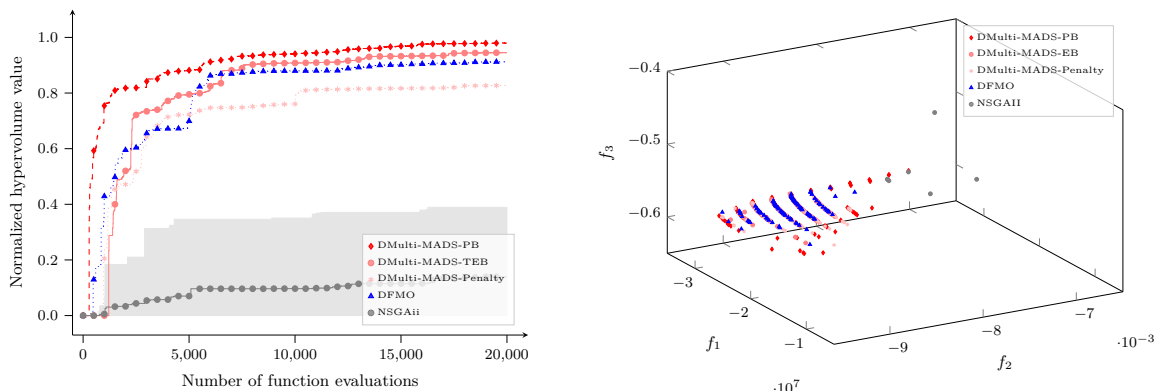 Normalized hypervolume value
1.0
0.8
0.6
0.4
0.2
0.0
DMulti-MADS-PB
DMulti-MADS-TEB
DMulti-MADS-Penalty
DFMO
NSGAii
0
5,000
10,000
15,000
20,000
Number of function evaluations
−0.4
−0.5
−0.6
f3
DMulti-MADS-PB
DMulti-MADS-EB
DMulti-MADS-Penalty
DFMO
NSGAII
−3
−2
−1
f1
·10^7
−9
−8
−7
f2
·10^−3